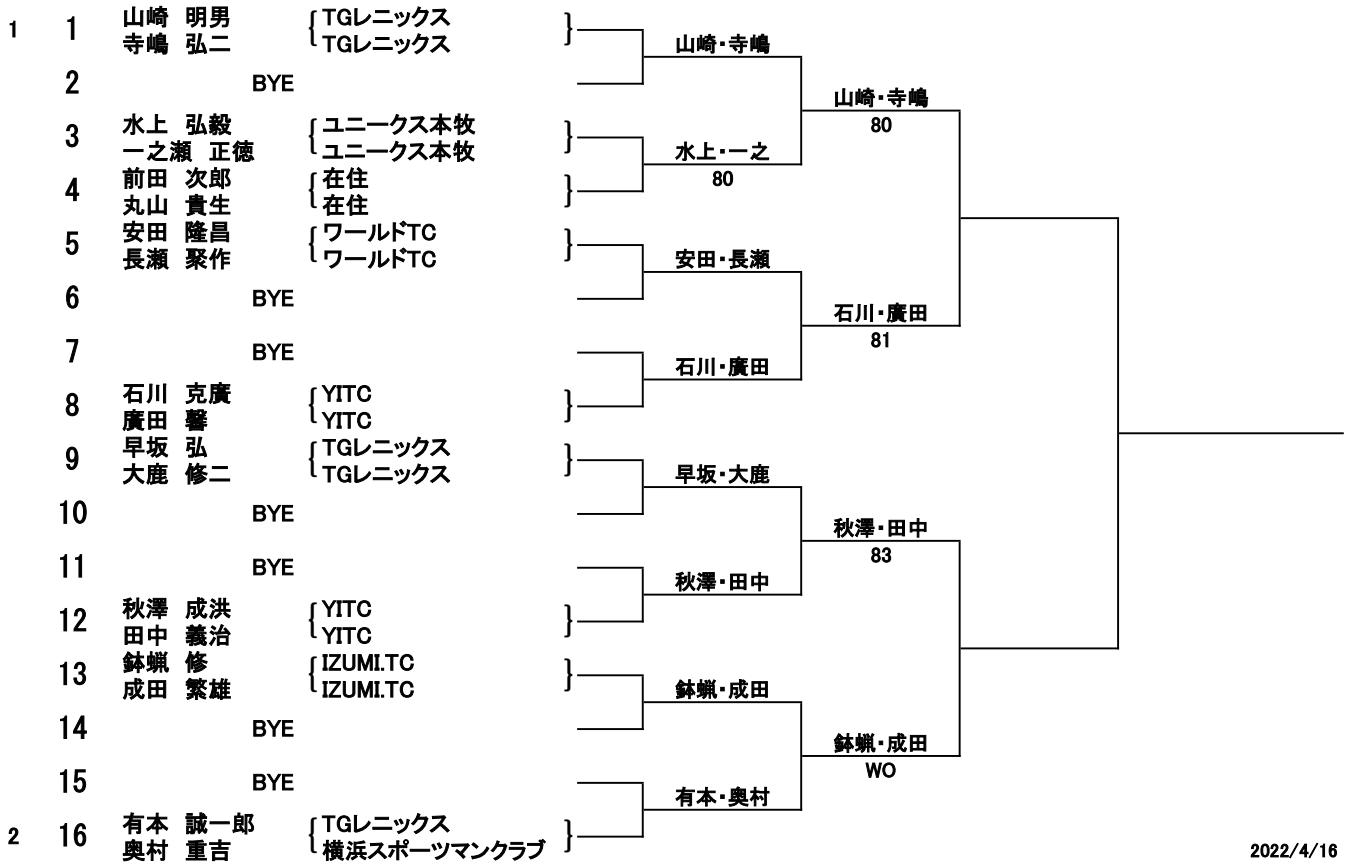 1 1 山崎 明男 TGレニックス
寺嶋 弘二 TGレニックス
山崎・寺嶋
2 BYE
山崎・寺嶋
80
3 水上 弘毅 ユニークス本牧
一之瀬 正徳 ユニークス本牧
水上・一之
80
4 前田 次郎 在住
丸山 貴生 在住
5 安田 隆昌 ワールドTC
長瀬 聚作 ワールドTC
安田・長瀬
6 BYE
石川・廣田
81
7 BYE
石川・廣田
8 石川 克廣 YITC
廣田 馨 YITC
9 早坂 弘 TGレニックス
大鹿 修二 TGレニックス
早坂・大鹿
10 BYE
秋澤・田中
83
11 BYE
秋澤・田中
12 秋澤 成洪 YITC
田中 義治 YITC
13 鉢蝋 修 IZUMI.TC
成田 繁雄 IZUMI.TC
鉢蝋・成田
14 BYE
鉢蝋・成田
WO
15 BYE
有本・奥村
2 16 有本 誠一郎 TGレニックス
奥村 重吉 横浜スポーツマンクラブ
2022/4/16